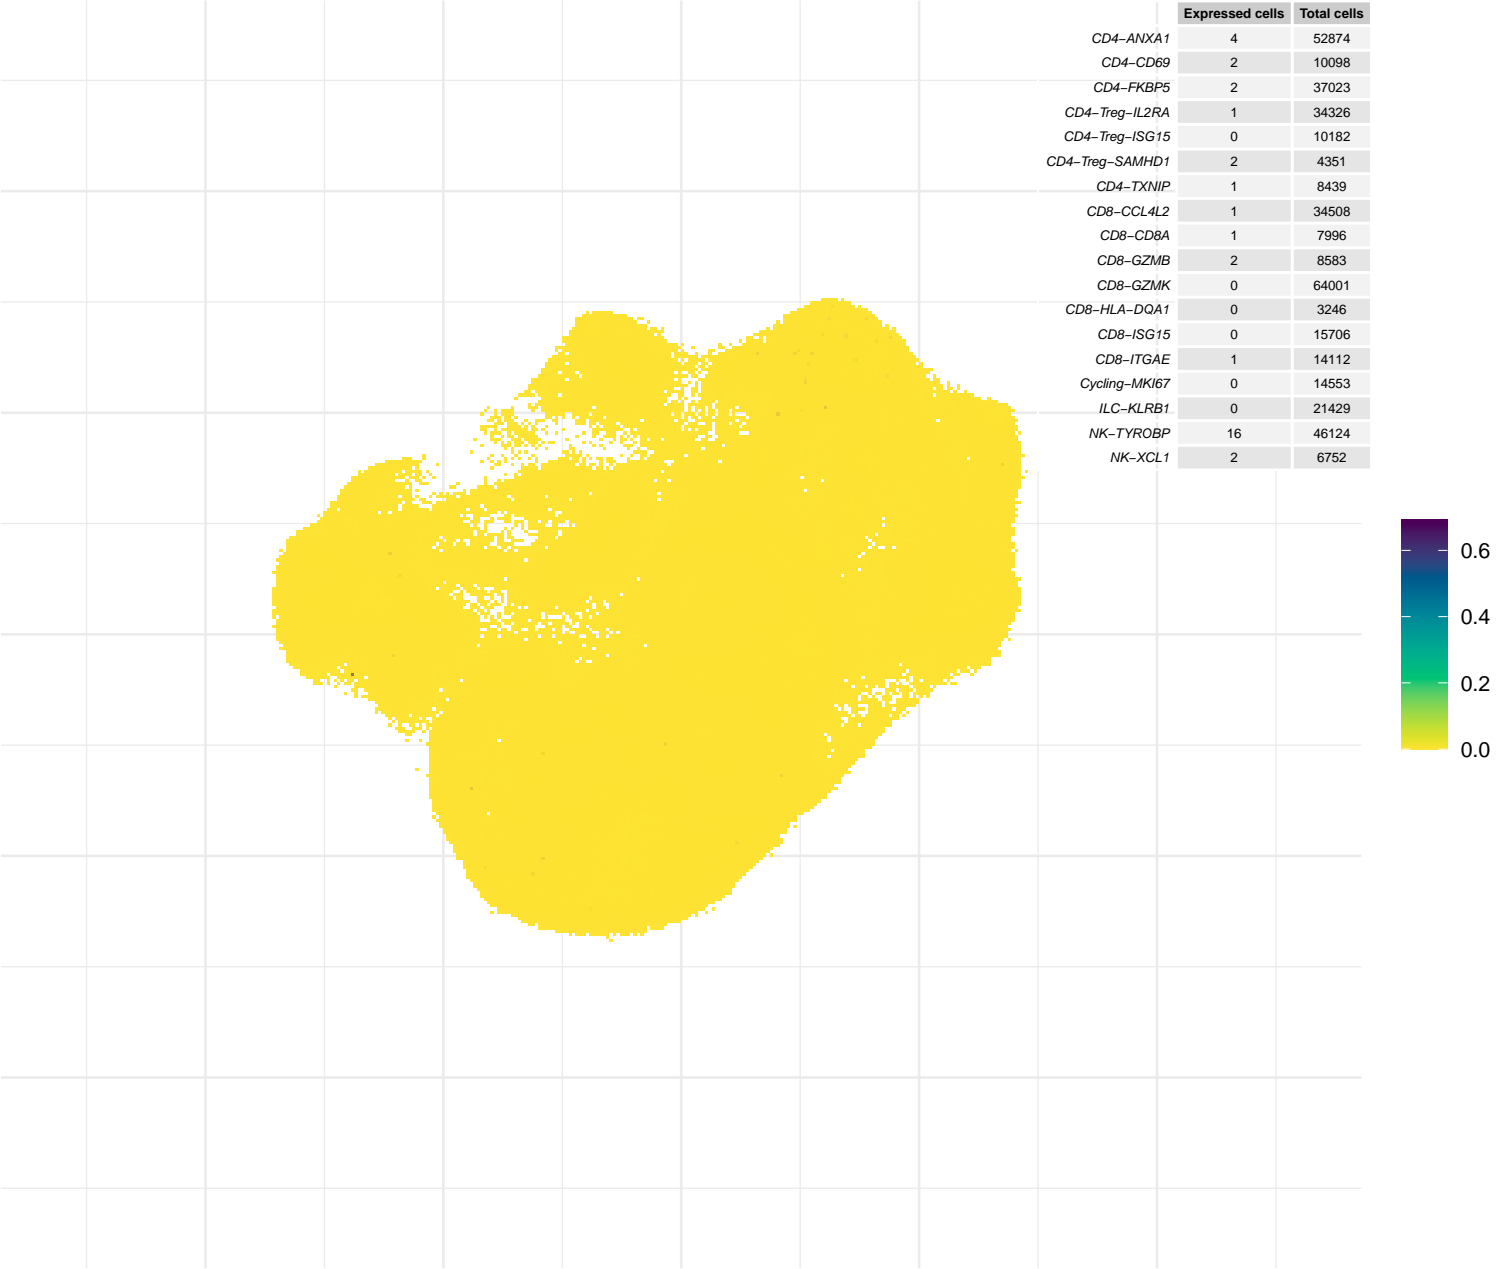 Expressed cells Total cells
CD4−ANXA1 4 52874
CD4−CD69 2 10098
CD4−FKBP5 2 37023
CD4−Treg−IL2RA 1 34326
CD4−Treg−ISG15 0 10182
CD4−Treg−SAMHD1 2 4351
CD4−TXNIP 1 8439
CD8−CCL4L2 1 34508
CD8−CD8A 1 7996
CD8−GZMB 2 8583
CD8−GZMK 0 64001
CD8−HLA−DQA1 0 3246
CD8−ISG15 0 15706
CD8−ITGAE 1 14112
Cycling−MKI67 0 14553
ILC−KLRB1 0 21429
NK−TYROBP 16 46124
NK−XCL1 2 6752
0.6
0.4
0.2
0.0